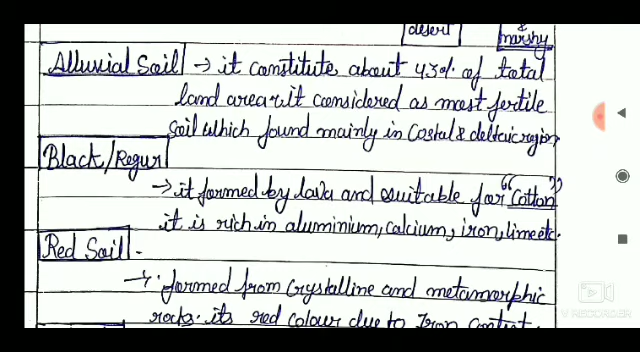 desert
&
marshy
Alluvial Soil → it constitute about 43% of total
land area & it considered as most fertile
soil which found mainly in Costal & deltaic region
Black/Regur
→ it formed by lava and suitable for "Cotton"
it is rich in aluminium, calcium, iron, lime etc.
Red Soil -
→ formed from Crystalline and metamorphic
rocks. its red colour due to Iron content.
V RECORDER